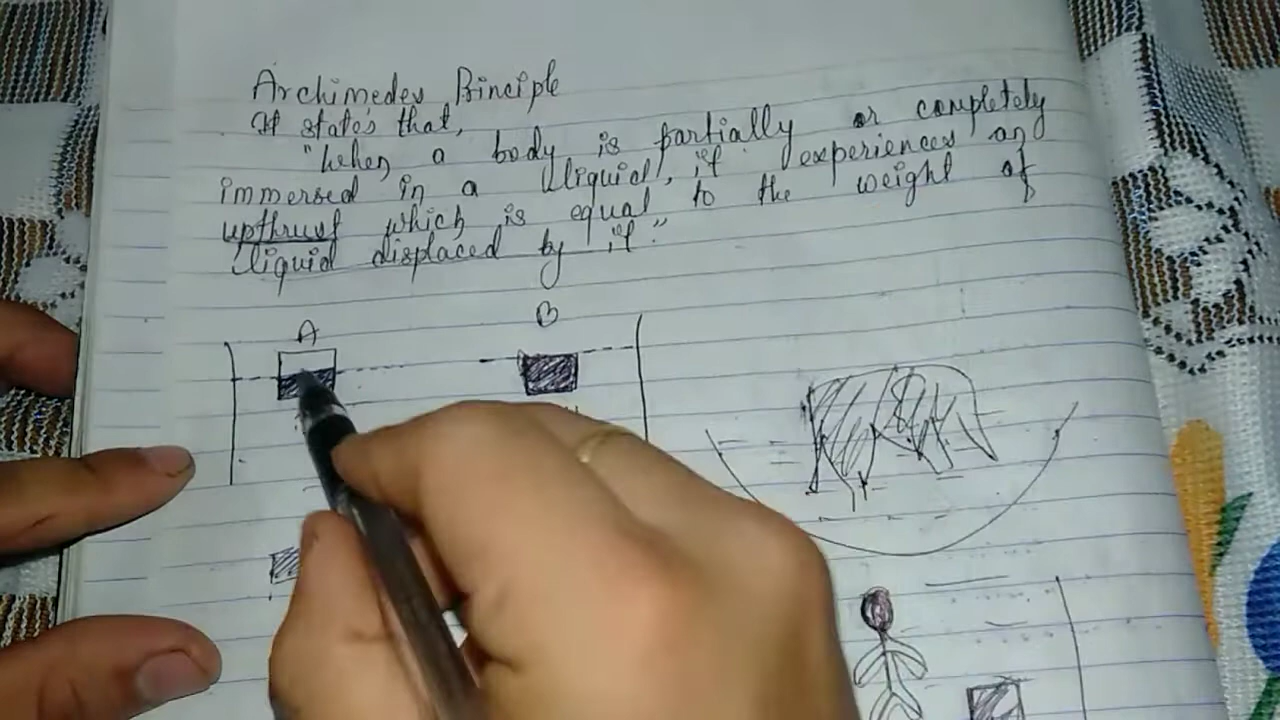 Archimedes Principle
It states that,
"When a body is partially or completely
immersed in a liquid, it experiences an
upthrust which is equal to the weight of
liquid displaced by it."
A
B